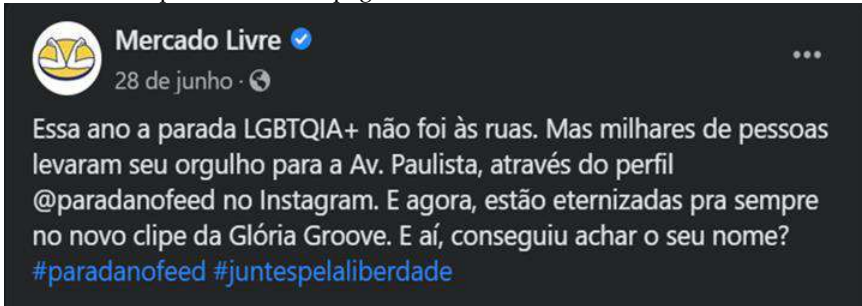 Mercado Livre
28 de junho ·
Essa ano a parada LGBTQIA+ não foi às ruas. Mas milhares de pessoas
levaram seu orgulho para a Av. Paulista, através do perfil
@paradanofeed no Instagram. E agora, estão eternizadas pra sempre
no novo clipe da Glória Groove. E aí, conseguiu achar o seu nome?
#paradanofeed #juntespelaliberdade